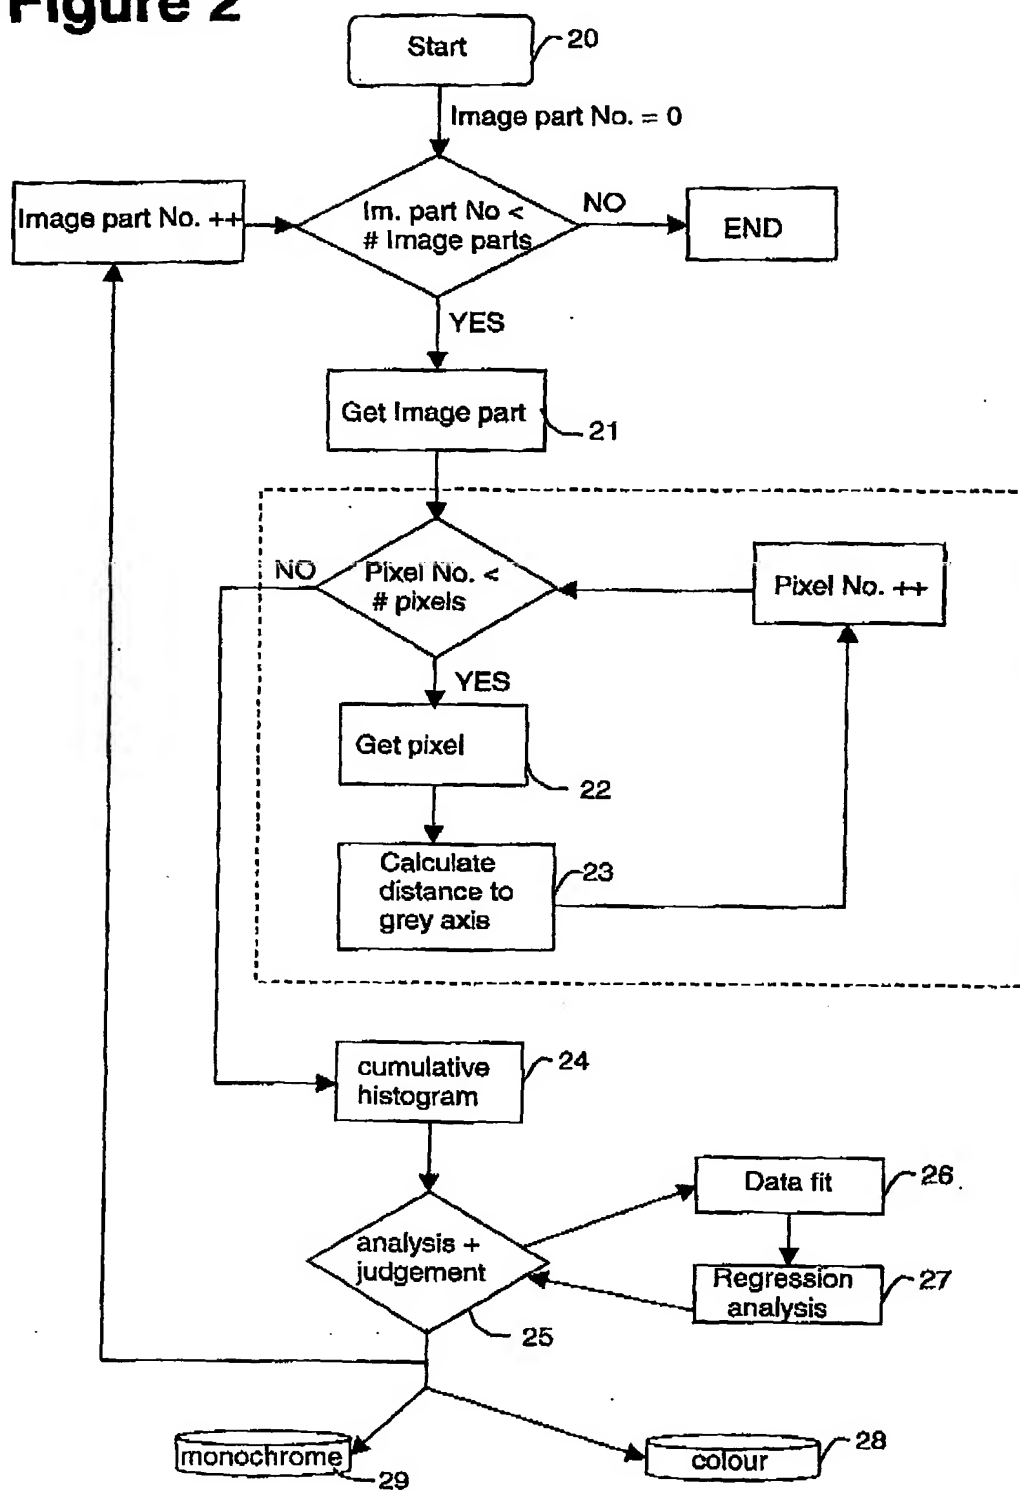 Figure 2
Start
20
Image part No. = 0
Image part No. ++
Im. part No <
# Image parts
NO
END
YES
Get Image part
21
NO
Pixel No. <
# pixels
Pixel No. ++
YES
Get pixel
22
Calculate
distance to
grey axis
23
cumulative
histogram
24
Data fit
26
analysis +
judgement
Regression
analysis
27
25
monochrome
29
colour
28